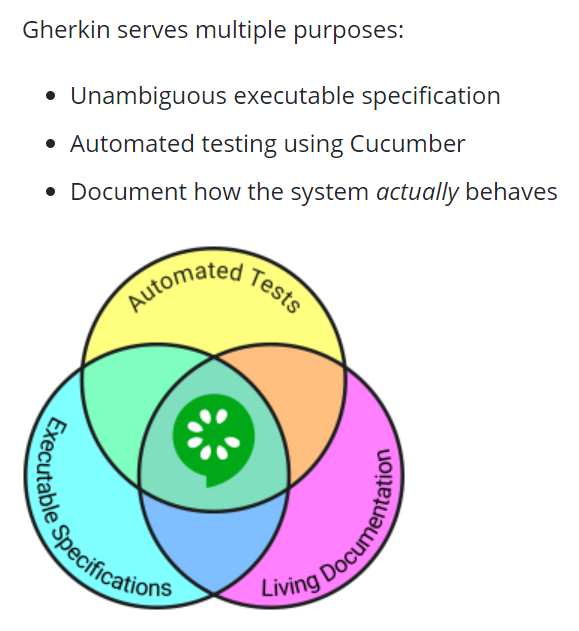 Gherkin serves multiple purposes:
Unambiguous executable specification
Automated testing using Cucumber
Document how the system actually behaves
Automated Tests
Executable Specifications
Living Documentation